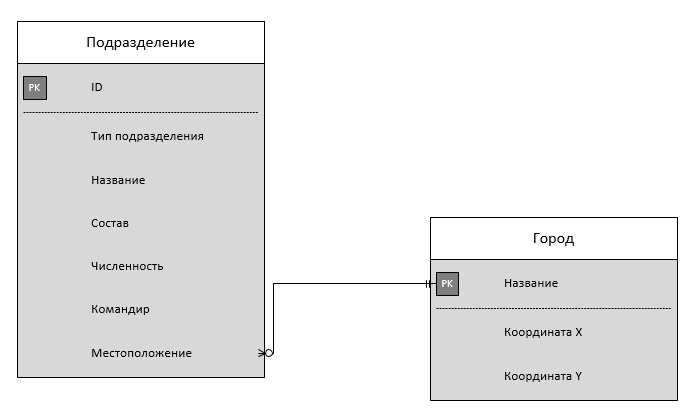 Подразделение
PK ID
Тип подразделения
Название
Состав
Численность
Командир
Местоположение
Город
PK Название
Координата X
Координата Y